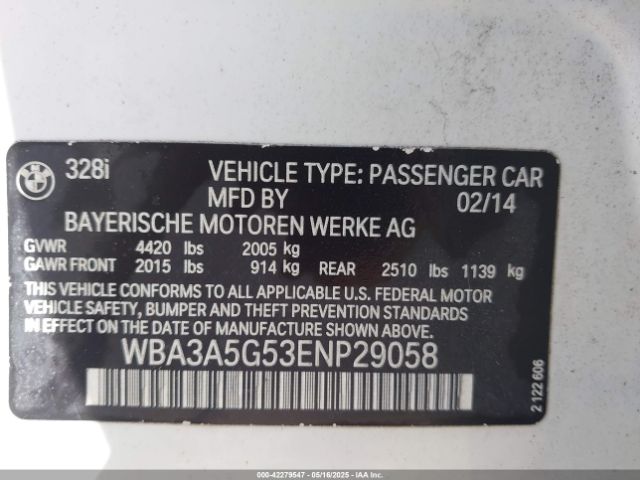 BMW
328i VEHICLE TYPE: PASSENGER CAR
MFD BY 02/14
BAYERISCHE MOTOREN WERKE AG
GVWR 4420 lbs 2005 kg
GAWR FRONT 2015 lbs 914 kg REAR 2510 lbs 1139 kg
THIS VEHICLE CONFORMS TO ALL APPLICABLE U.S. FEDERAL MOTOR
VEHICLE SAFETY, BUMPER AND THEFT PREVENTION STANDARDS
IN EFFECT ON THE DATE OF MANUFACTURE SHOWN ABOVE.
WBA3A5G53ENP29058
2 122 606
000-42279547 - 05/16/2025 - IAA Inc.